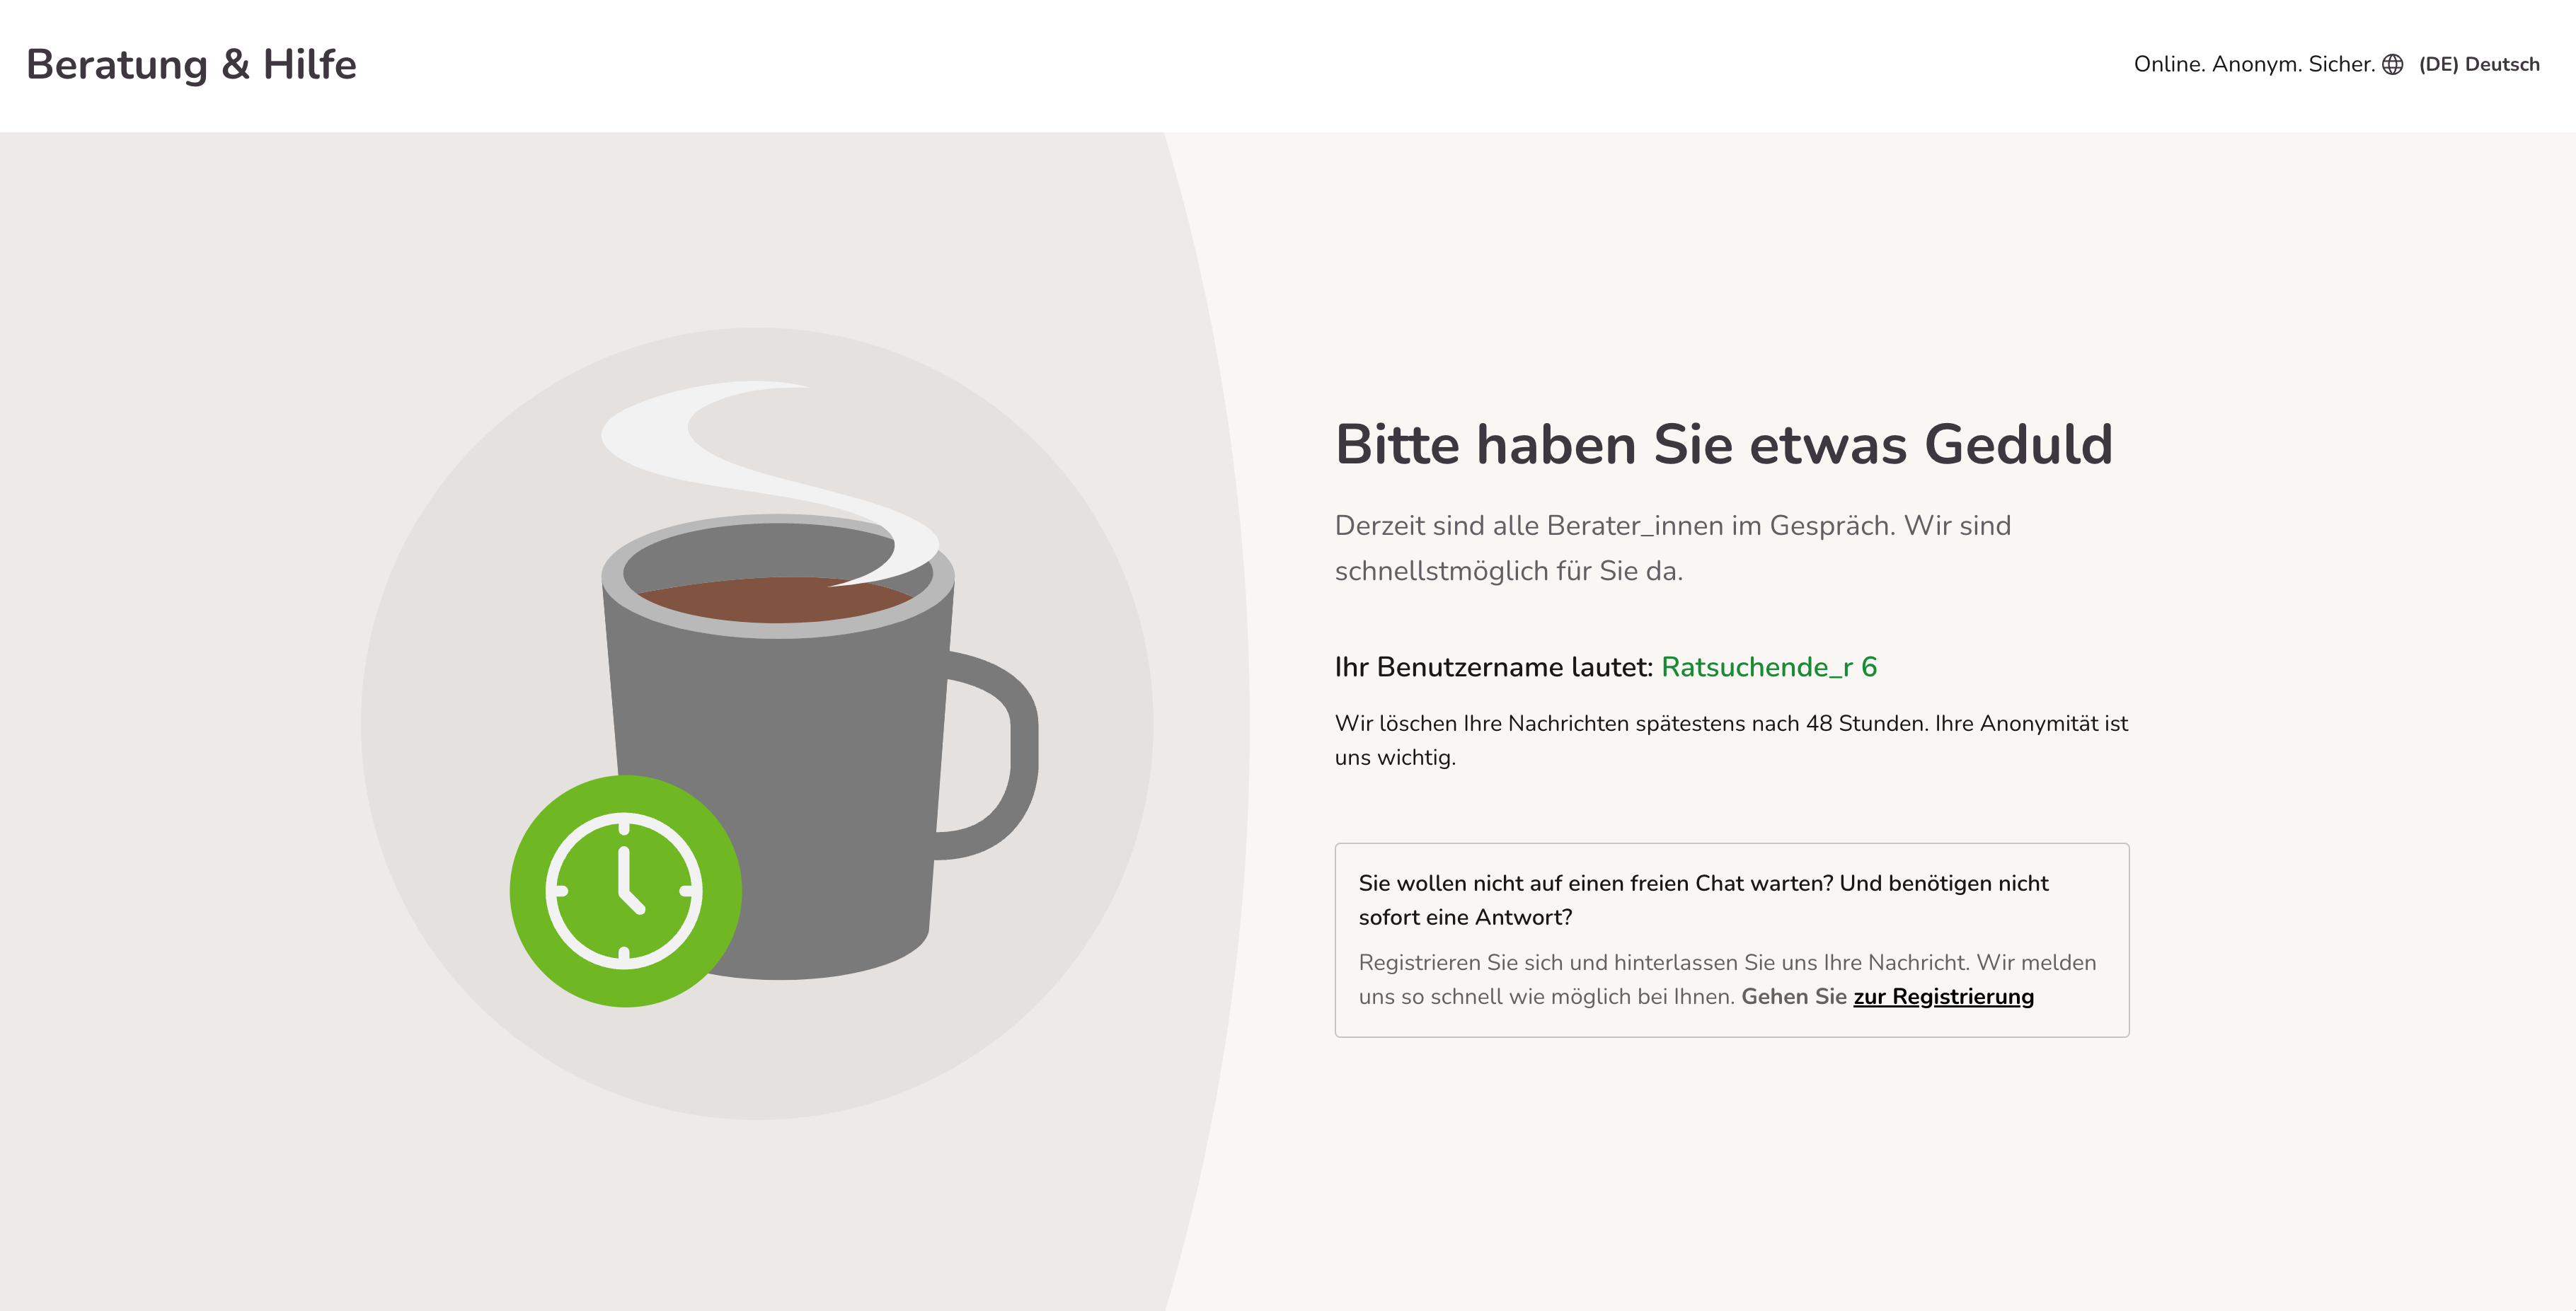 Beratung & Hilfe
Online. Anonym. Sicher. (DE) Deutsch
Bitte haben Sie etwas Geduld
Derzeit sind alle Berater_innen im Gespräch. Wir sind
schnellstmöglich für Sie da.
Ihr Benutzername lautet: Ratsuchende_r 6
Wir löschen Ihre Nachrichten spätestens nach 48 Stunden. Ihre Anonymität ist
uns wichtig.
Sie wollen nicht auf einen freien Chat warten? Und benötigen nicht
sofort eine Antwort?
Registrieren Sie sich und hinterlassen Sie uns Ihre Nachricht. Wir melden
uns so schnell wie möglich bei Ihnen. Gehen Sie zur Registrierung